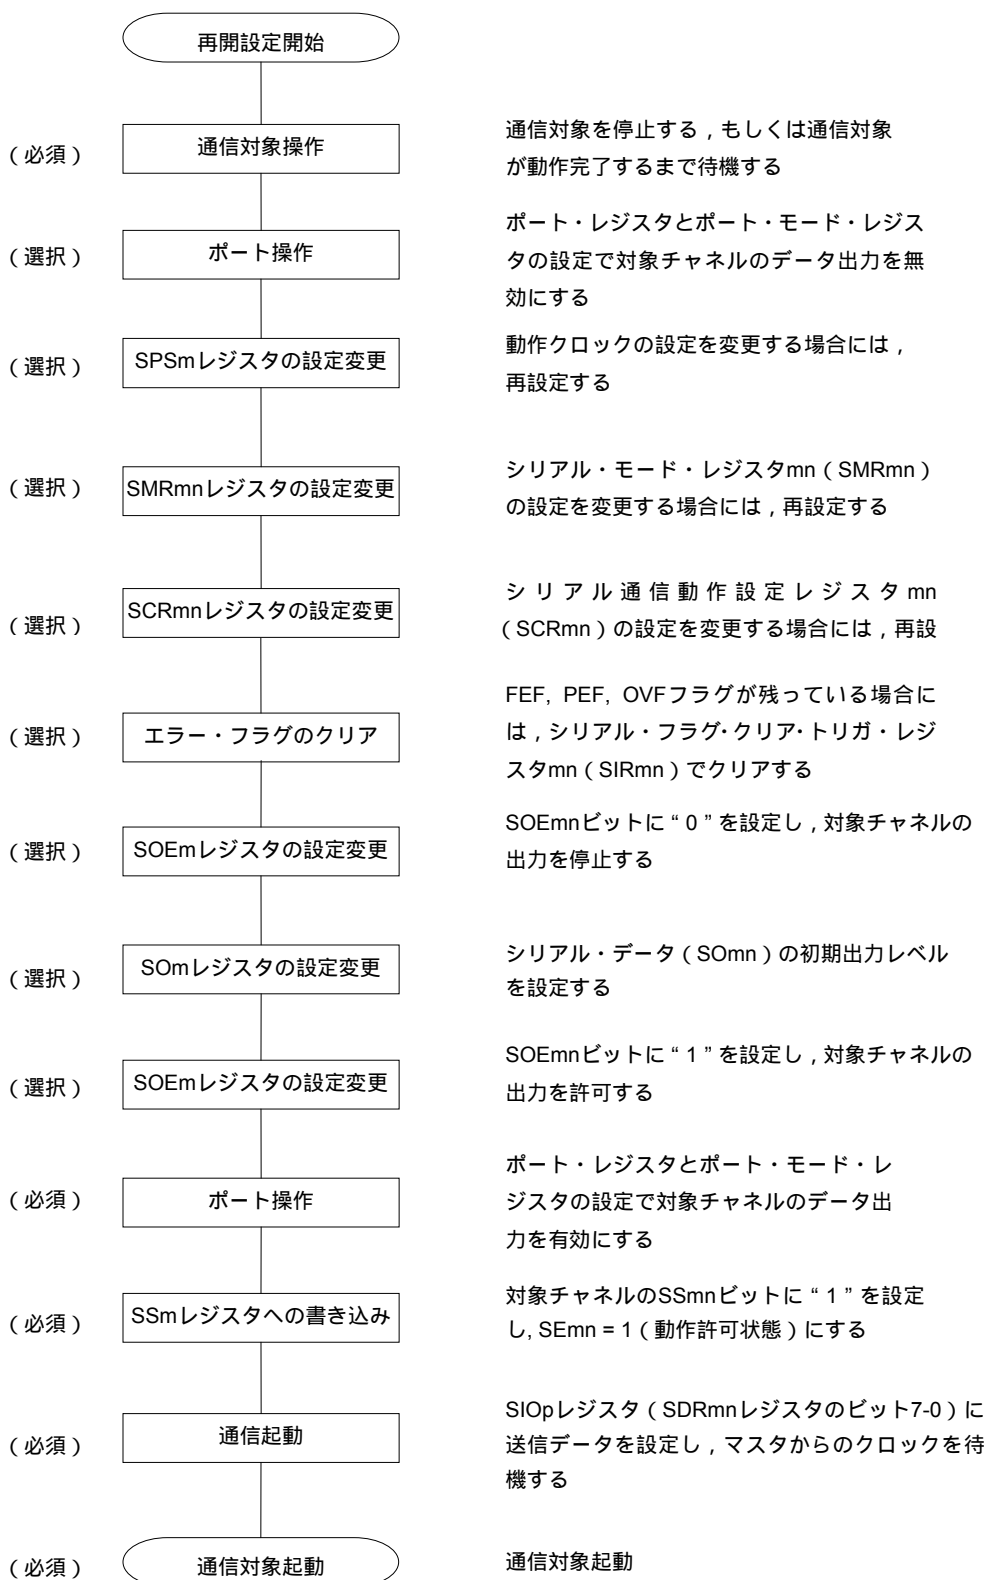 再開設定開始
（必須）
通信対象操作
通信対象を停止する，もしくは通信対象
が動作完了するまで待機する
（選択）
ポート操作
ポート・レジスタとポート・モード・レジス
タの設定で対象チャネルのデータ出力を無
効にする
（選択）
SPSmレジスタの設定変更
動作クロックの設定を変更する場合には，
再設定する
（選択）
SMRmnレジスタの設定変更
シリアル・モード・レジスタmn（SMRmn）
の設定を変更する場合には，再設定する
（選択）
SCRmnレジスタの設定変更
シリアル通信動作設定レジスタmn
（SCRmn）の設定を変更する場合には，再設
（選択）
エラー・フラグのクリア
FEF, PEF, OVFフラグが残っている場合に
は，シリアル・フラグ・クリア・トリガ・レジ
スタmn（SIRmn）でクリアする
（選択）
SOEmレジスタの設定変更
SOEmnビットに“0”を設定し，対象チャネルの
出力を停止する
（選択）
SOmレジスタの設定変更
シリアル・データ（SOmn）の初期出力レベル
を設定する
（選択）
SOEmレジスタの設定変更
SOEmnビットに“1”を設定し，対象チャネルの
出力を許可する
（必須）
ポート操作
ポート・レジスタとポート・モード・レ
ジスタの設定で対象チャネルのデータ出
力を有効にする
（必須）
SSmレジスタへの書き込み
対象チャネルのSSmnビットに“1”を設定
し, SEmn = 1（動作許可状態）にする
（必須）
通信起動
SIOpレジスタ（SDRmnレジスタのビット7-0）に
送信データを設定し，マスタからのクロックを待
機する
（必須）
通信対象起動
通信対象起動